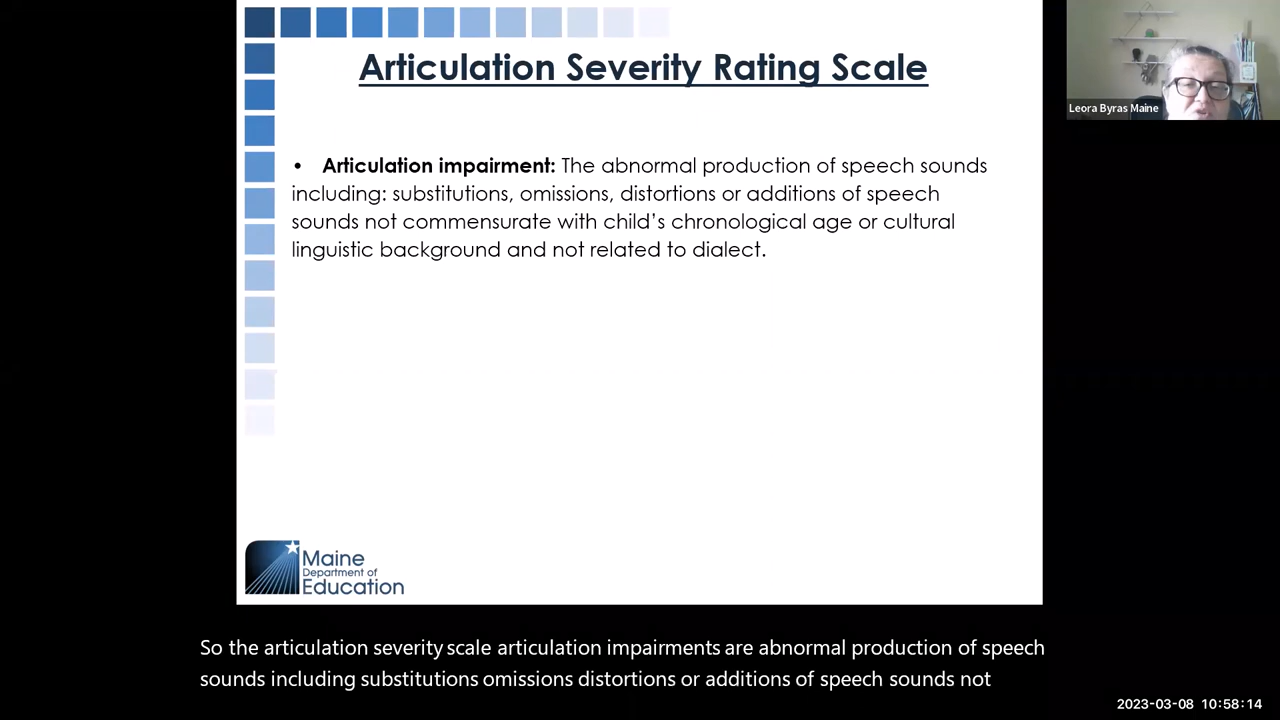 Articulation Severity Rating Scale
• Articulation impairment: The abnormal production of speech sounds
including: substitutions, omissions, distortions or additions of speech
sounds not commensurate with child’s chronological age or cultural
linguistic background and not related to dialect.
Maine
Department of
Education
Leora Byras Maine
So the articulation severity scale articulation impairments are abnormal production of speech
sounds including substitutions omissions distortions or additions of speech sounds not
2023-03-08 10:58:14